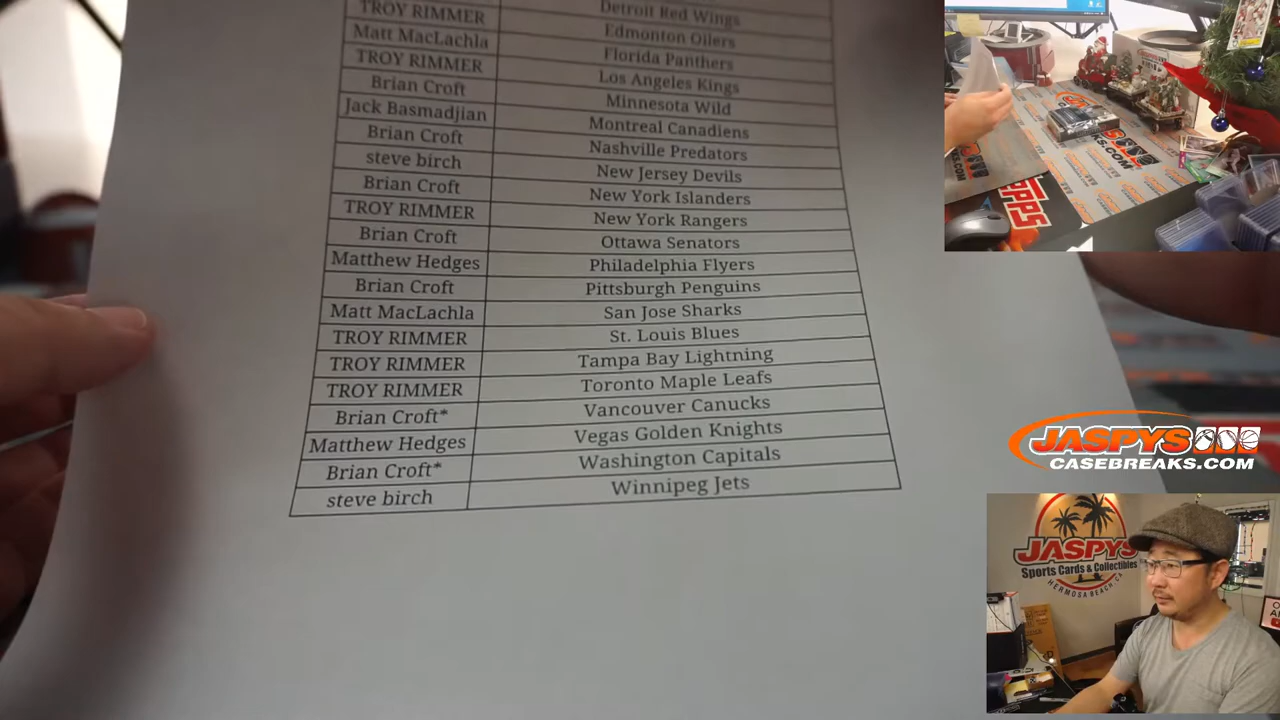 TROY RIMMER Detroit Red Wings
Matt MacLachla Edmonton Oilers
TROY RIMMER Florida Panthers
Brian Croft Los Angeles Kings
Jack Basmadjian Minnesota Wild
Brian Croft Montreal Canadiens
steve birch Nashville Predators
Brian Croft New Jersey Devils
TROY RIMMER New York Islanders
Brian Croft New York Rangers
Matthew Hedges Ottawa Senators
Brian Croft Philadelphia Flyers
Matt MacLachla Pittsburgh Penguins
TROY RIMMER San Jose Sharks
TROY RIMMER St. Louis Blues
TROY RIMMER Tampa Bay Lightning
Brian Croft* Toronto Maple Leafs
Matthew Hedges Vancouver Canucks
Brian Croft* Vegas Golden Knights
steve birch Washington Capitals
Winnipeg Jets
JASPYS
CASEBREAKS.COM
JASPYS
Sports Cards & Collectibles
HERMOSA BEACH, CA